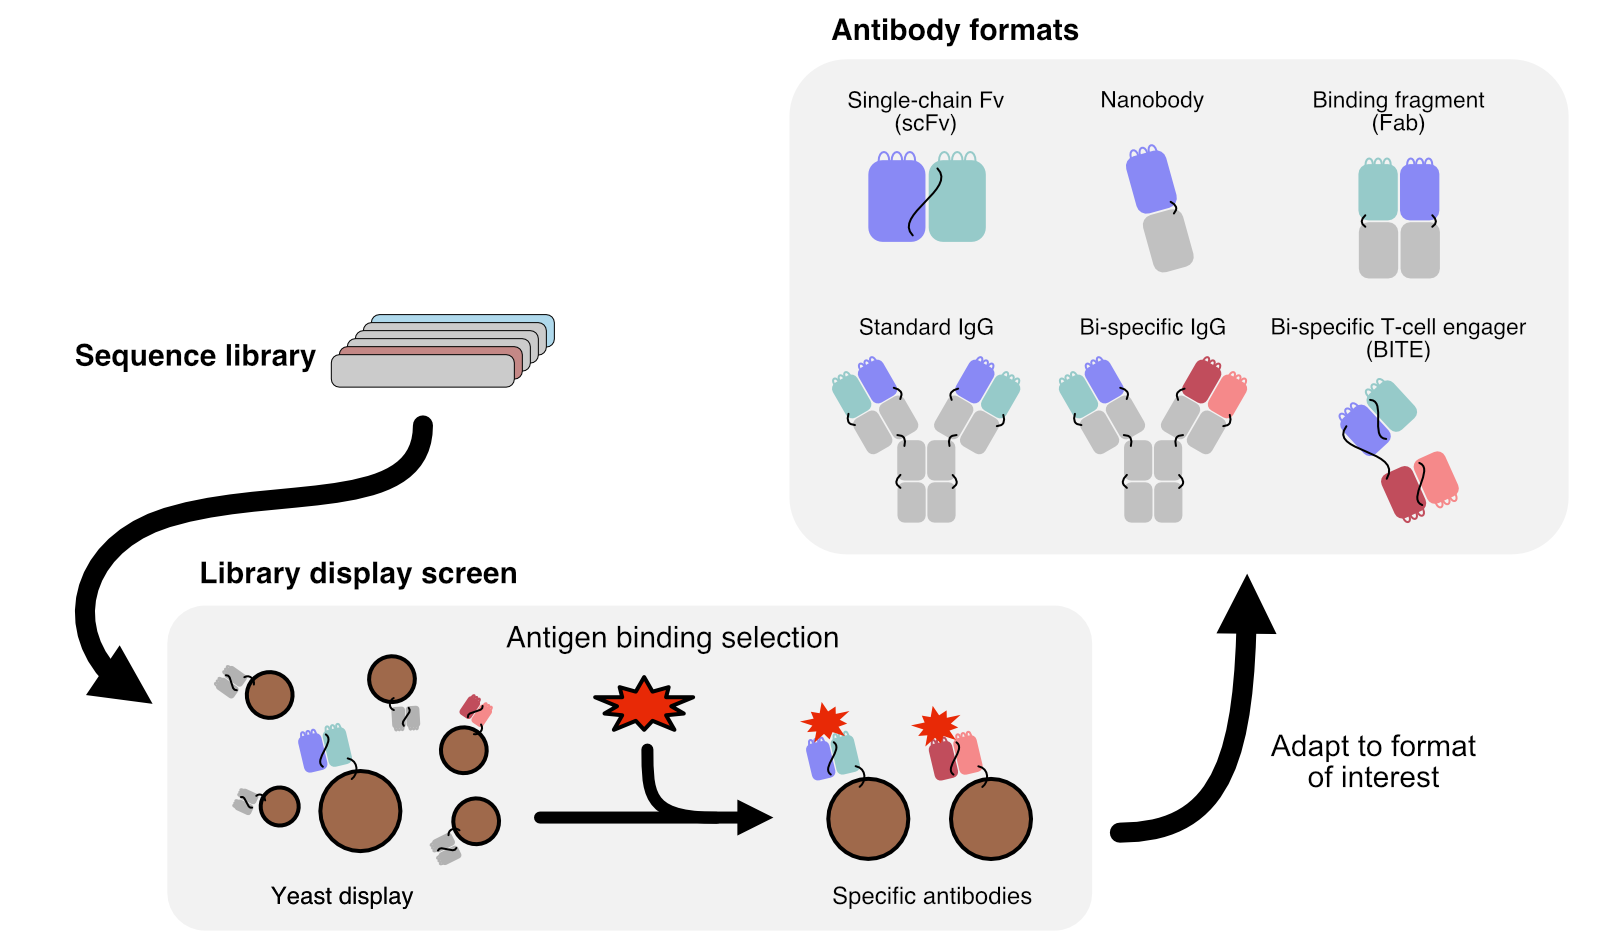 Antibody formats
Single-chain Fv
(scFv)
Nanobody
Binding fragment
(Fab)
Standard IgG
Bi-specific IgG
Bi-specific T-cell engager
(BITE)
Sequence library
Library display screen
Antigen binding selection
Yeast display
Specific antibodies
Adapt to format
of interest